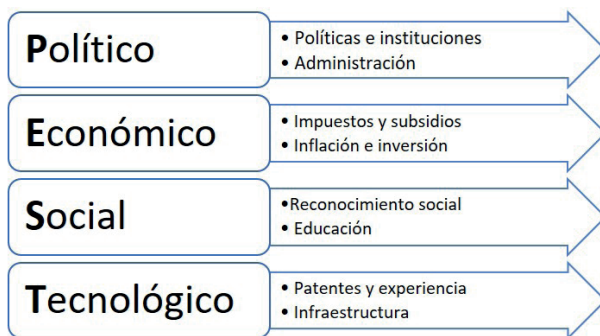 Político
• Políticas e instituciones
• Administración
Económico
• Impuestos y subsidios
• Inflación e inversión
Social
•Reconocimiento social
• Educación
Tecnológico
• Patentes y experiencia
• Infraestructura